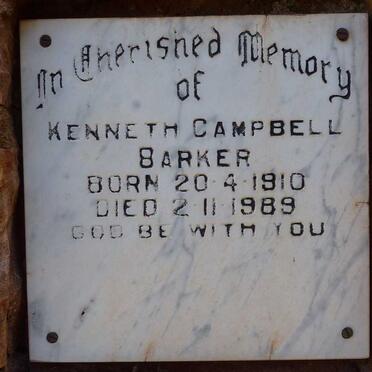 In Cherished Memory
of
KENNETH CAMPBELL
BARKER
BORN 20-4-1910
DIED 2-11-1989
GOD BE WITH YOU